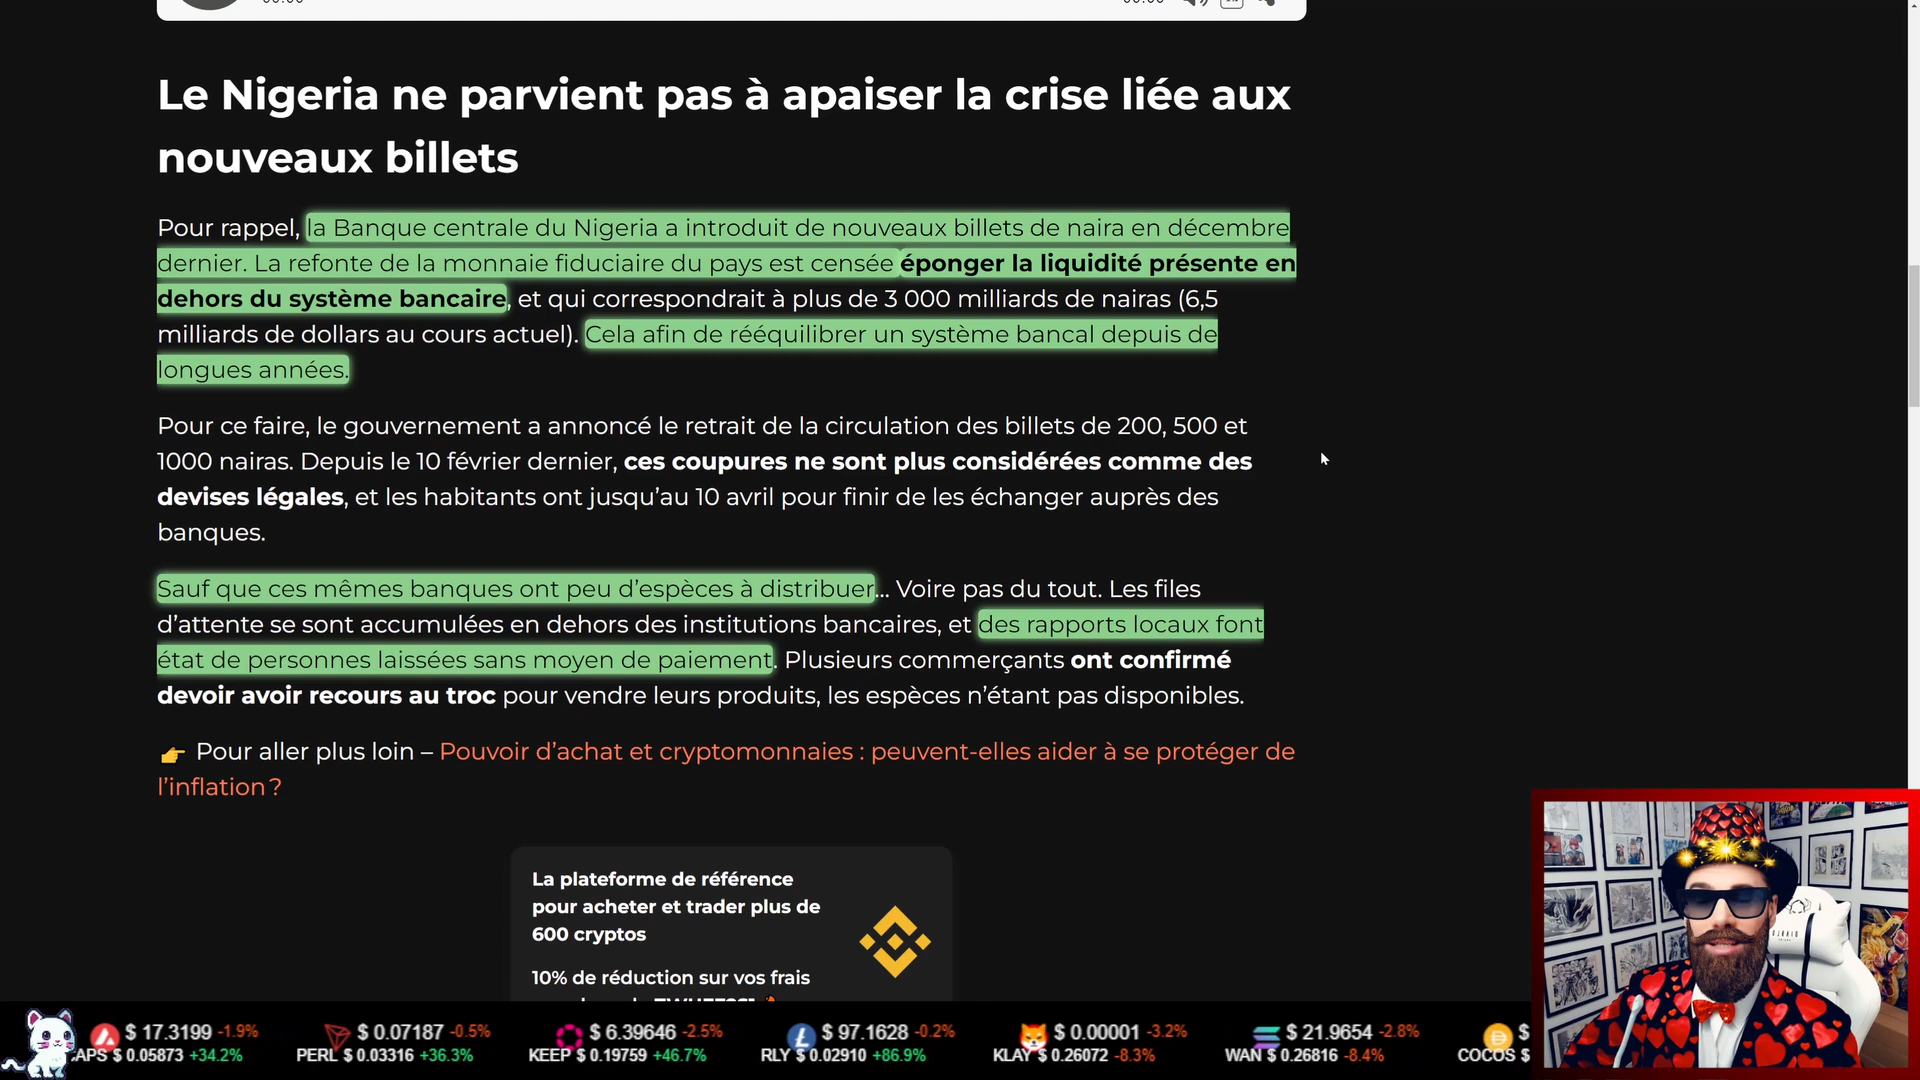 00:00 00:00
Le Nigeria ne parvient pas à apaiser la crise liée aux
nouveaux billets
Pour rappel, la Banque centrale du Nigeria a introduit de nouveaux billets de naira en décembre
dernier. La refonte de la monnaie fiduciaire du pays est censée éponger la liquidité présente en
dehors du système bancaire, et qui correspondrait à plus de 3 000 milliards de nairas (6,5
milliards de dollars au cours actuel). Cela afin de rééquilibrer un système bancal depuis de
longues années.
Pour ce faire, le gouvernement a annoncé le retrait de la circulation des billets de 200, 500 et
1000 nairas. Depuis le 10 février dernier, ces coupures ne sont plus considérées comme des
devises légales, et les habitants ont jusqu’au 10 avril pour finir de les échanger auprès des
banques.
Sauf que ces mêmes banques ont peu d’espèces à distribuer... Voire pas du tout. Les files
d’attente se sont accumulées en dehors des institutions bancaires, et des rapports locaux font
état de personnes laissées sans moyen de paiement. Plusieurs commerçants ont confirmé
devoir avoir recours au troc pour vendre leurs produits, les espèces n’étant pas disponibles.
👉 Pour aller plus loin – Pouvoir d’achat et cryptomonnaies : peuvent-elles aider à se protéger de
l’inflation ?
La plateforme de référence
pour acheter et trader plus de
600 cryptos
10% de réduction sur vos frais
$ 17.3199 -1.9% $ 0.07187 -0.5% $ 6.39646 -2.5% $ 97.1628 -0.2% $ 0.00001 -3.2% $ 21.9654 -2.8% $
APS $ 0.05873 +34.2% PERL $ 0.03316 +36.3% KEEP $ 0.19759 +46.7% RLY $ 0.02910 +86.9% KLAY $ 0.26072 -8.3% WAN $ 0.26816 -8.4% COCOS $